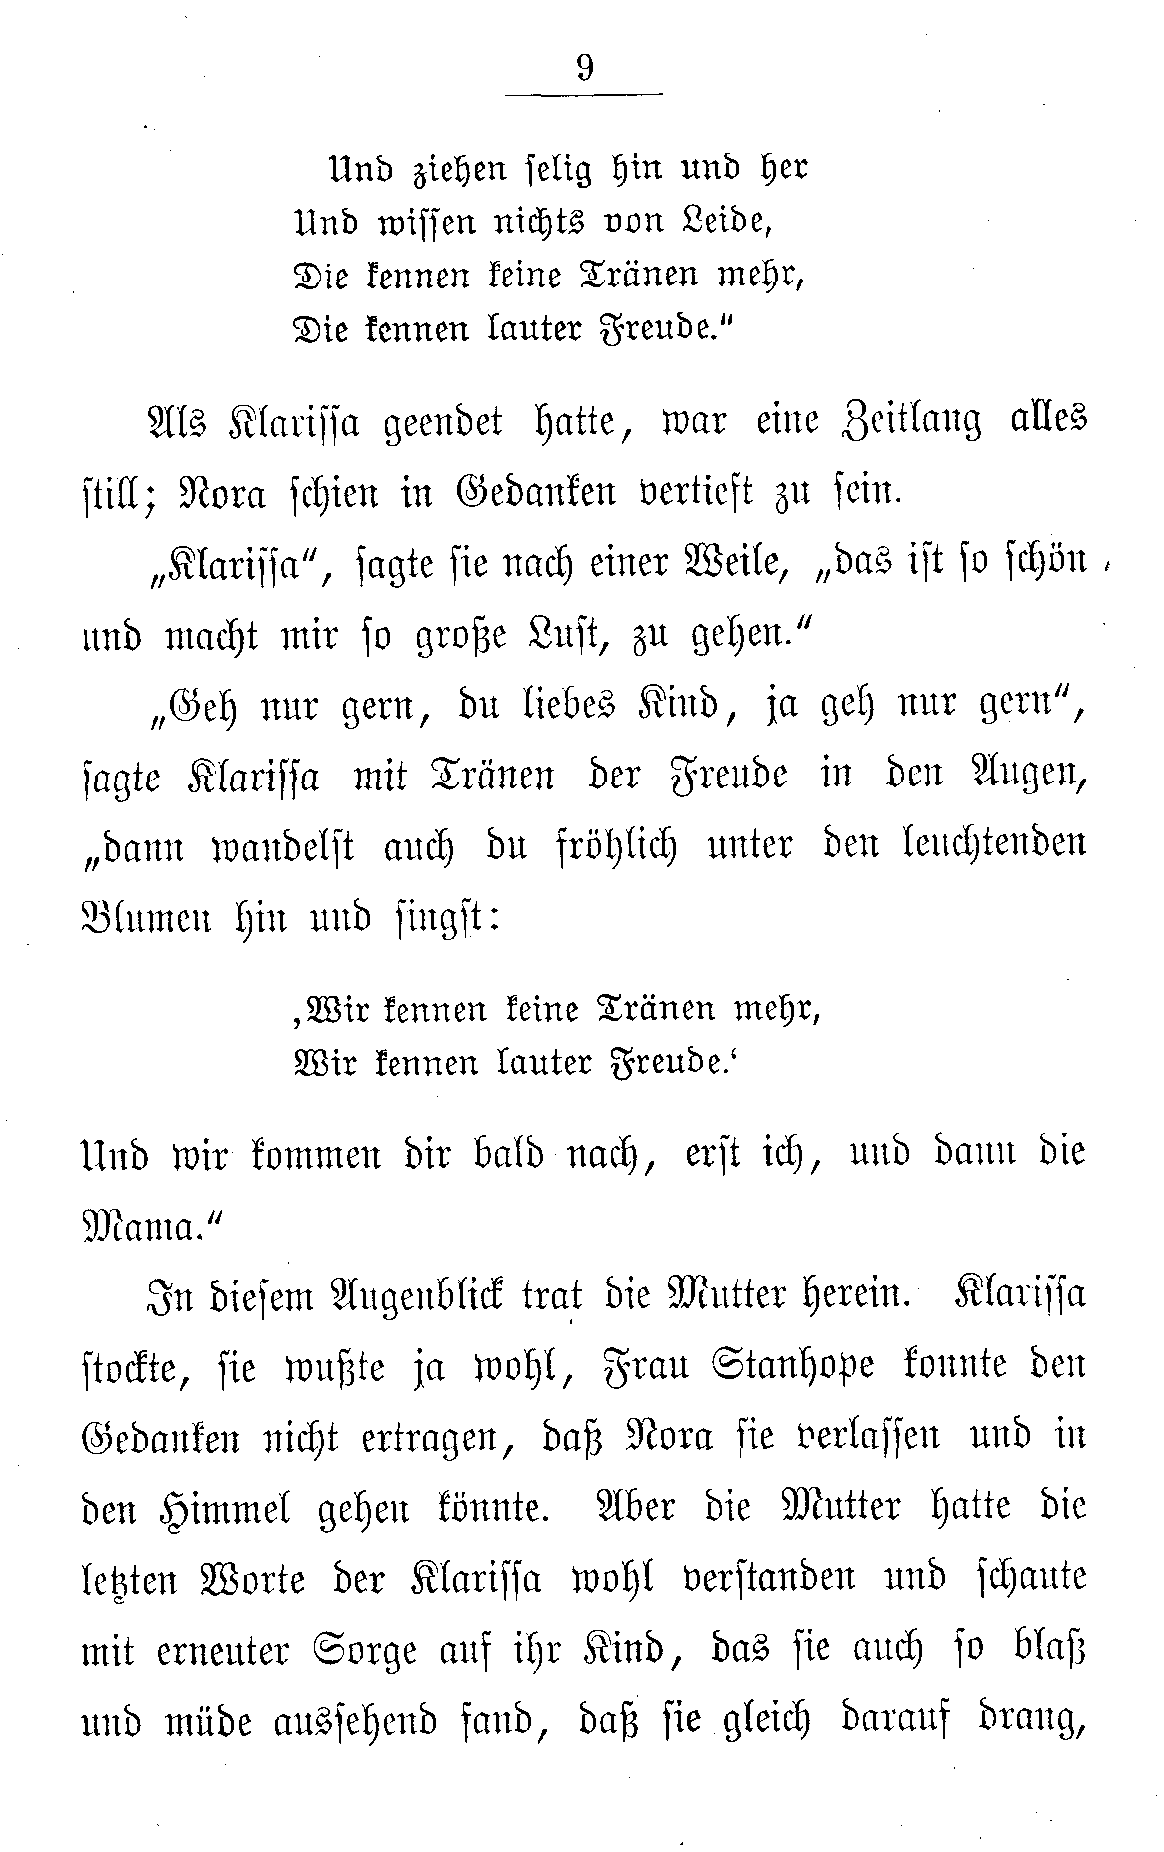 9
Und ziehen selig hin und her
Und wissen nichts von Leide,
Die kennen keine Tränen mehr,
Die kennen lauter Freude."
Als Klarissa geendet hatte, war eine Zeitlang alles
still; Nora schien in Gedanken vertieft zu sein.
„Klarissa", sagte sie nach einer Weile, „das ist so schön
und macht mir so große Lust, zu gehen."
„Geh nur gern, du liebes Kind, ja geh nur gern",
sagte Klarissa mit Tränen der Freude in den Augen,
„dann wandelst auch du fröhlich unter den leuchtenden
Blumen hin und singst:
‚Wir kennen keine Tränen mehr,
Wir kennen lauter Freude.‘
Und wir kommen dir bald nach, erst ich, und dann die
Mama."
In diesem Augenblick trat die Mutter herein. Klarissa
stockte, sie wußte ja wohl, Frau Stanhope konnte den
Gedanken nicht ertragen, daß Nora sie verlassen und in
den Himmel gehen könnte. Aber die Mutter hatte die
letzten Worte der Klarissa wohl verstanden und schaute
mit erneuter Sorge auf ihr Kind, das sie auch so blaß
und müde aussehend fand, daß sie gleich darauf drang,